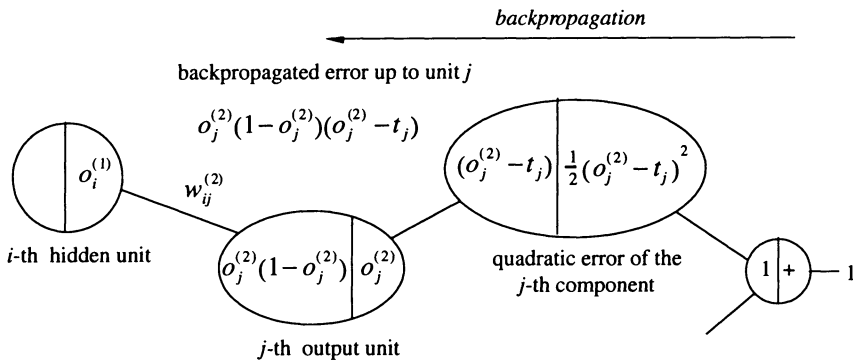 backpropagation
backpropagated error up to unit j
o_j^{(2)}(1−o_j^{(2)})(o_j^{(2)}−t_j)
o_i^{(1)}
w_{ij}^{(2)}
(o_j^{(2)}−t_j) ½(o_j^{(2)}−t_j)^2
i-th hidden unit
o_j^{(2)}(1−o_j^{(2)}) o_j^{(2)}
quadratic error of the
j-th component
1 + 1
j-th output unit